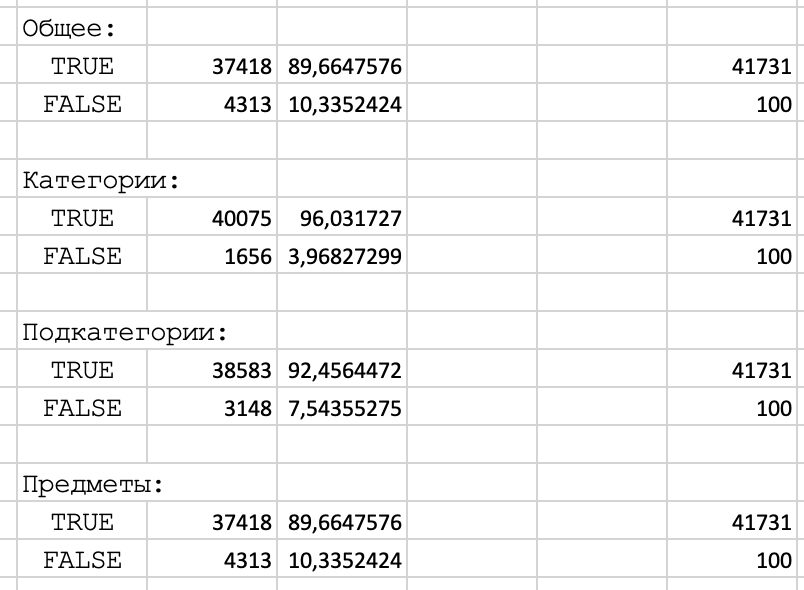 Общее:
TRUE 37418 89,6647576 41731
FALSE 4313 10,3352424 100
Категории:
TRUE 40075 96,031727 41731
FALSE 1656 3,96827299 100
Подкатегории:
TRUE 38583 92,4564472 41731
FALSE 3148 7,54355275 100
Предметы:
TRUE 37418 89,6647576 41731
FALSE 4313 10,3352424 100